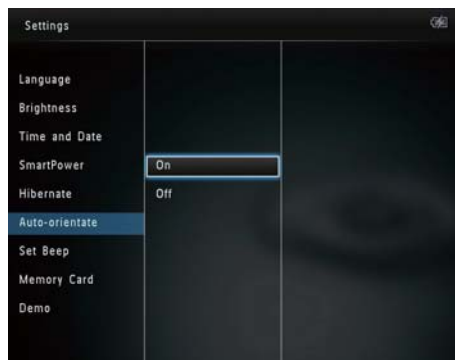 Settings
Language
Brightness
Time and Date
SmartPower
On
Hibernate
Off
Auto-orientate
Set Beep
Memory Card
Demo